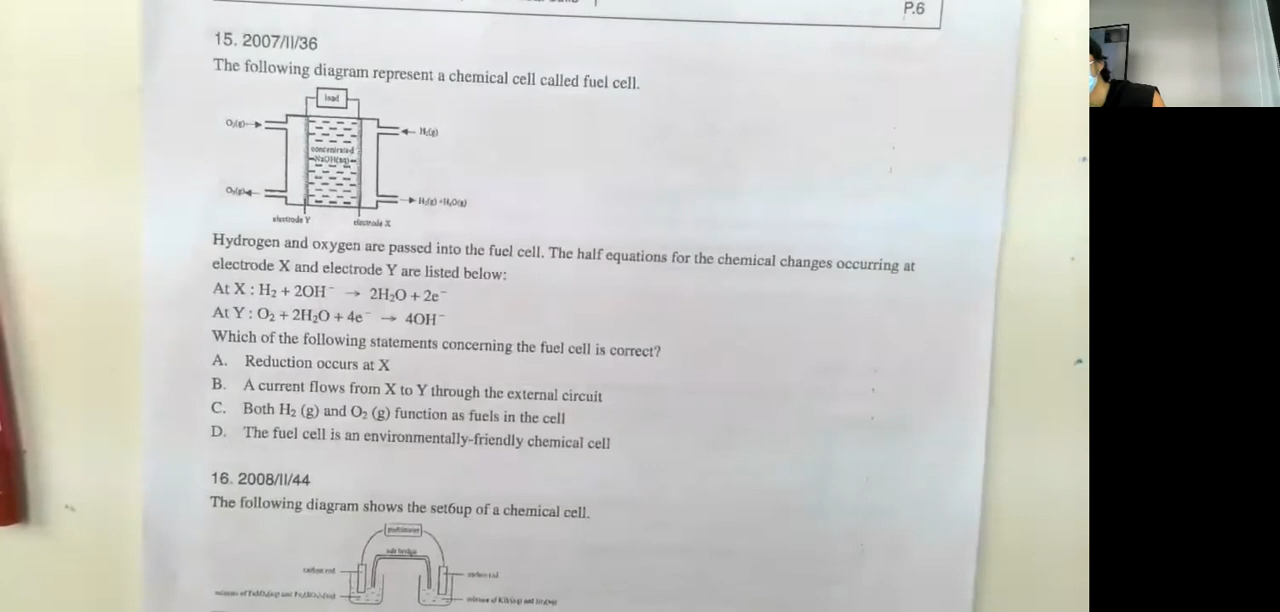 P.6
15. 2007/II/36
The following diagram represent a chemical cell called fuel cell.
load
O₂(g)
H₂(g)
concentrated
NaOH(aq)
O₂(g)
H₂(g) + H₂O(g)
electrode Y
electrode X
Hydrogen and oxygen are passed into the fuel cell. The half equations for the chemical changes occurring at
electrode X and electrode Y are listed below:
At X : H₂ + 2OH⁻ → 2H₂O + 2e⁻
At Y : O₂ + 2H₂O + 4e⁻ → 4OH⁻
Which of the following statements concerning the fuel cell is correct?
A. Reduction occurs at X
B. A current flows from X to Y through the external circuit
C. Both H₂ (g) and O₂ (g) function as fuels in the cell
D. The fuel cell is an environmentally-friendly chemical cell
16. 2008/II/44
The following diagram shows the set6up of a chemical cell.
salt bridge
carbon rod
carbon rod